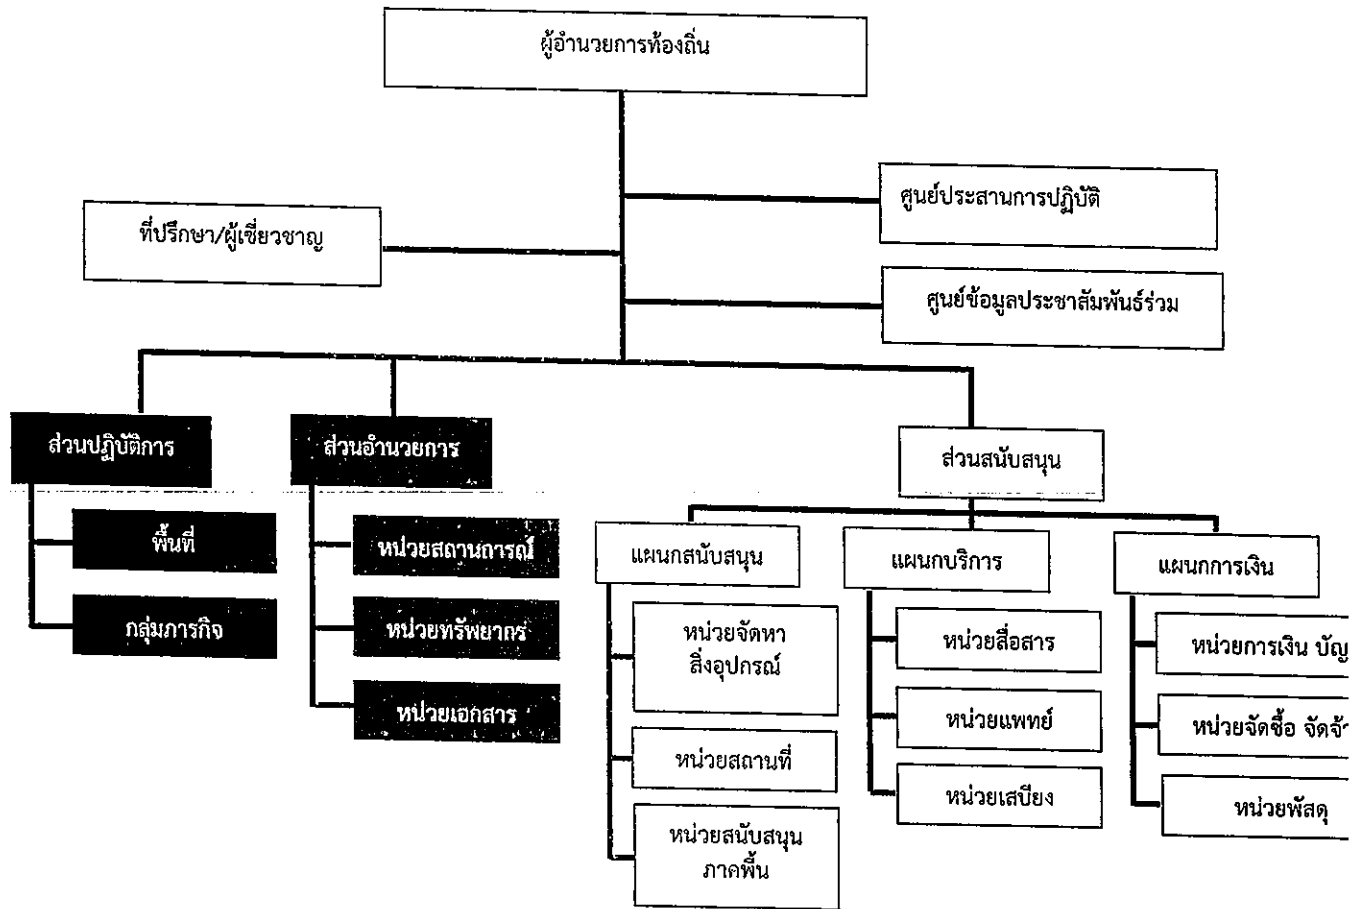 ผู้อำนวยการท้องถิ่น
ศูนย์ประสานการปฏิบัติ
ที่ปรึกษา/ผู้เชี่ยวชาญ
ศูนย์ข้อมูลประชาสัมพันธ์ร่วม
ส่วนปฏิบัติการ
พื้นที่
กลุ่มภารกิจ
ส่วนอำนวยการ
หน่วยสถานการณ์
หน่วยทรัพยากร
หน่วยเอกสาร
ส่วนสนับสนุน
แผนกสนับสนุน
หน่วยจัดหา
สิ่งอุปกรณ์
หน่วยสถานที่
หน่วยสนับสนุน
ภาคพื้น
แผนกบริการ
หน่วยสื่อสาร
หน่วยแพทย์
หน่วยเสบียง
แผนกการเงิน
หน่วยการเงิน บัญ
หน่วยจัดซื้อ จัดจ้า
หน่วยพัสดุ